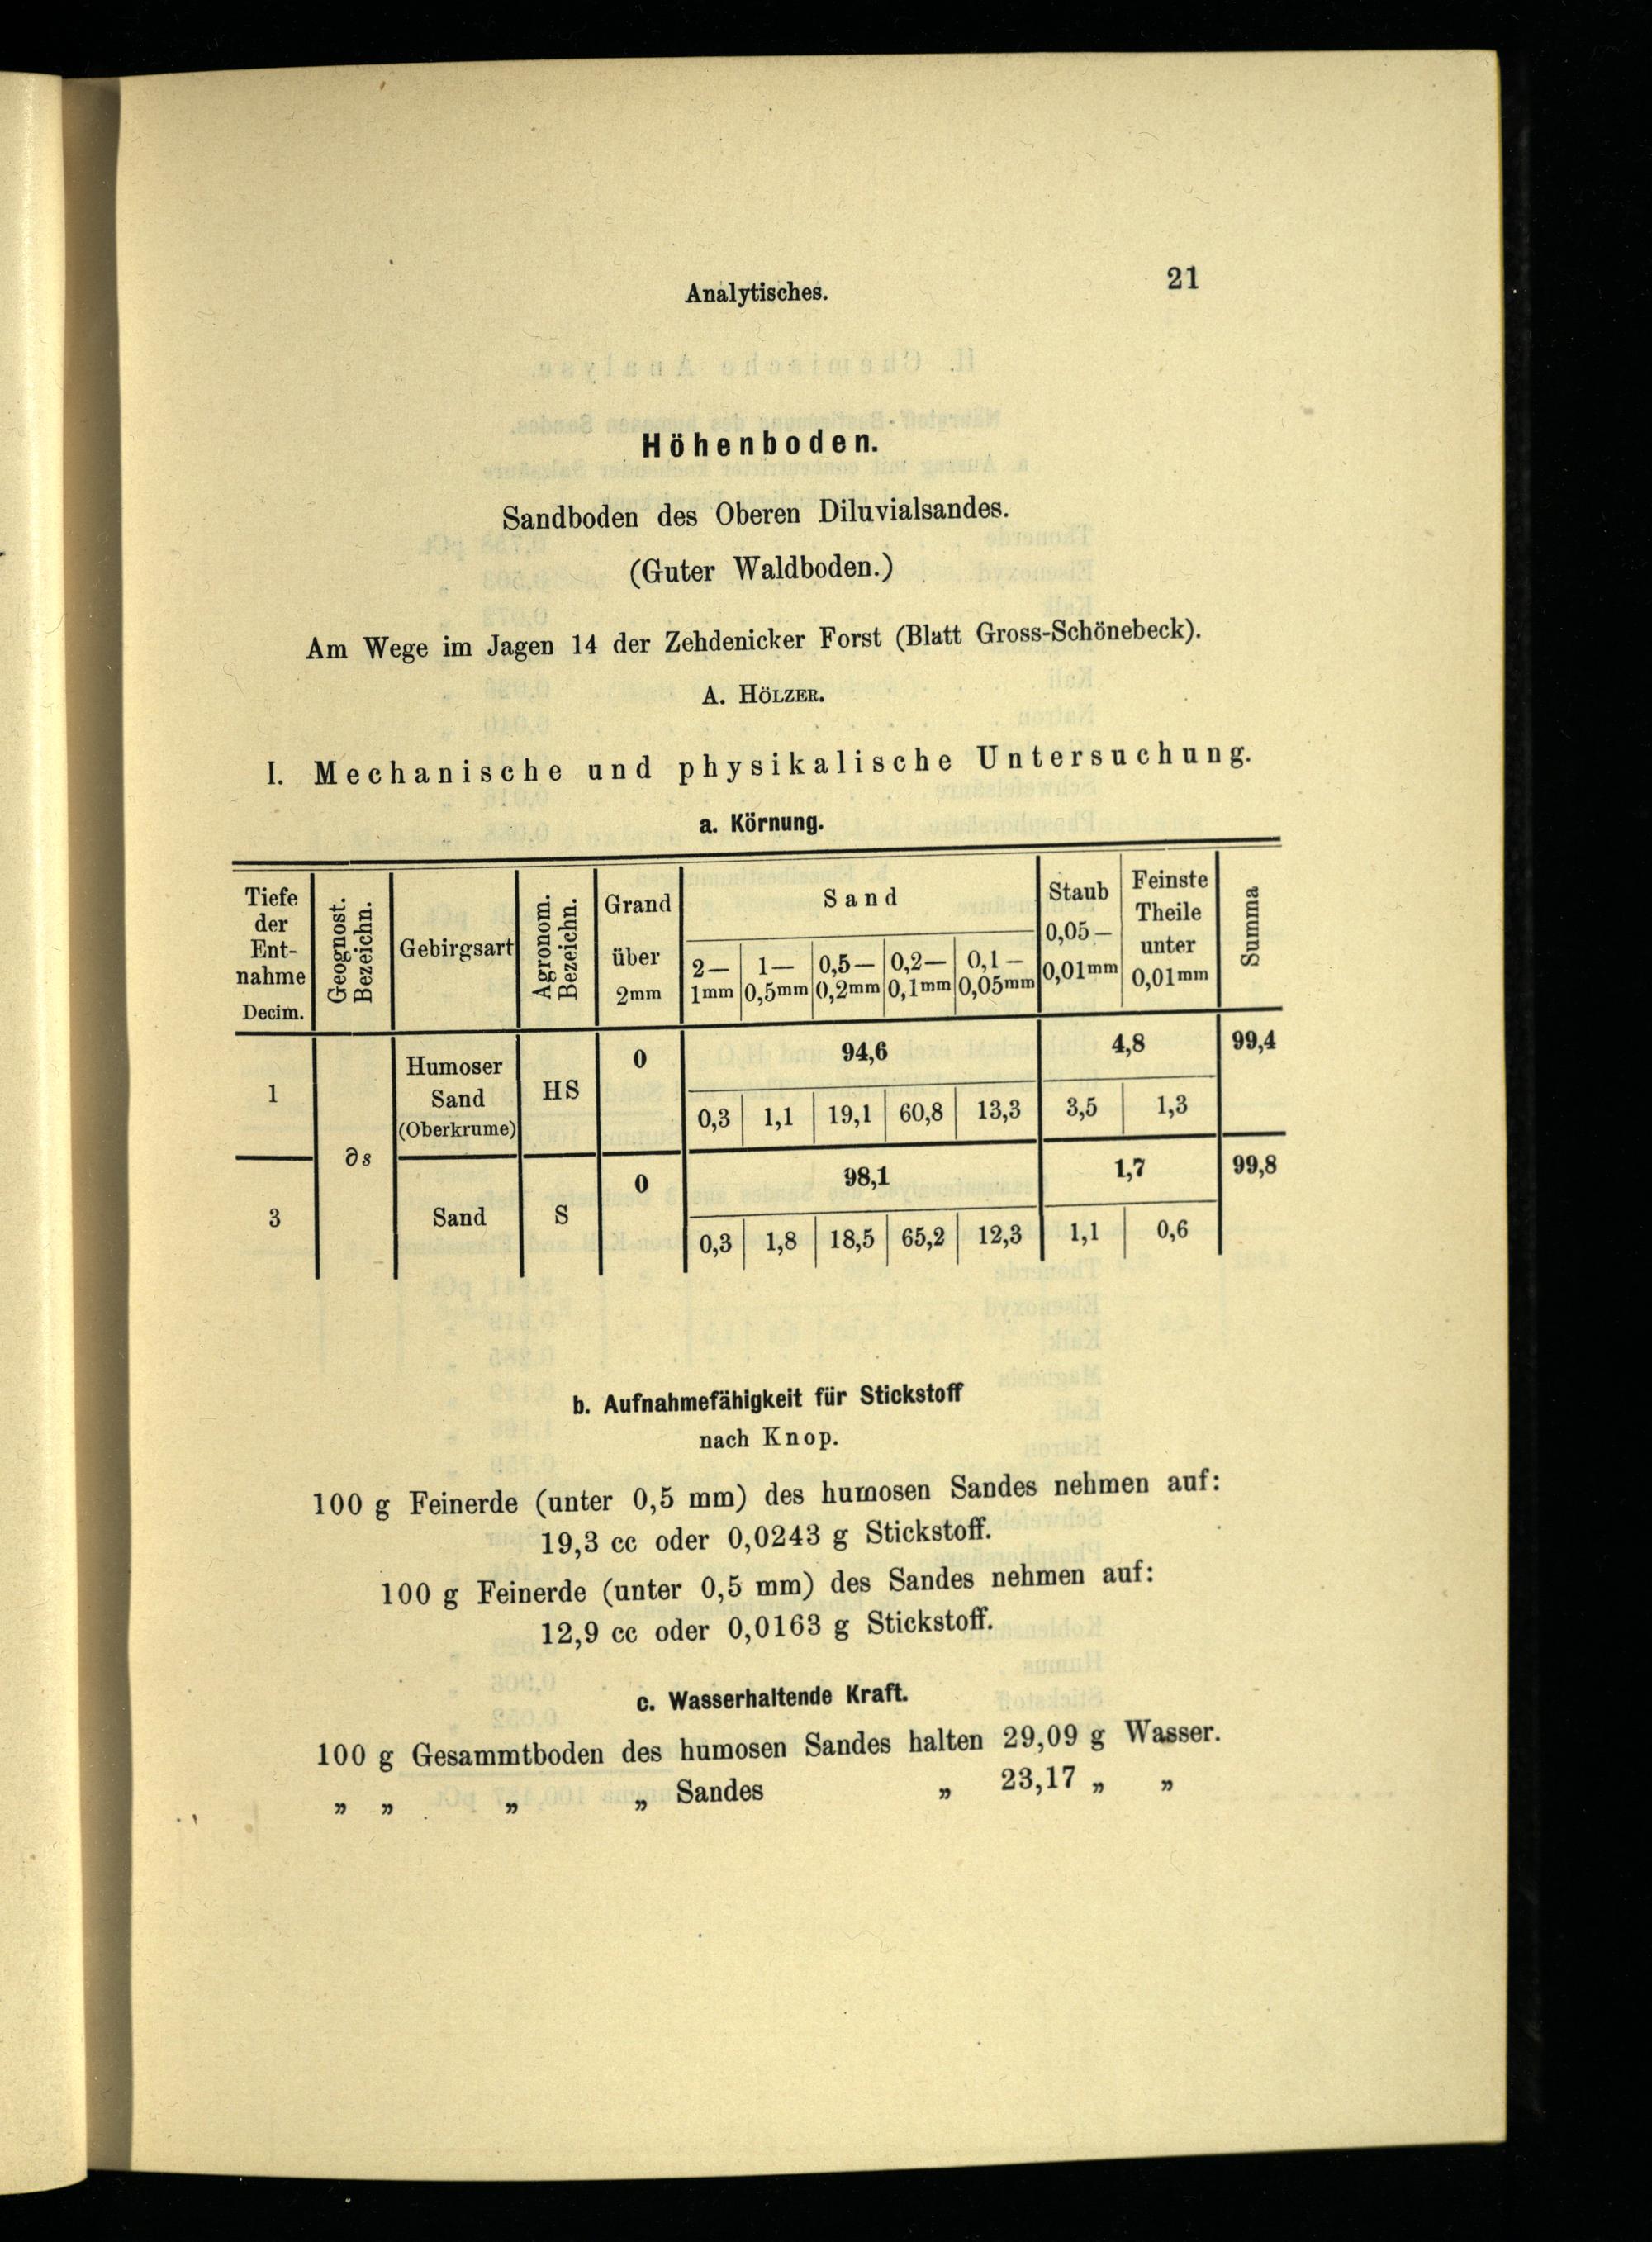 Analytisches.
21
Höhenboden.
Sandboden des Oberen Diluvialsandes.
(Guter Waldboden.)
Am Wege im Jagen 14 der Zehdenicker Forst (Blatt Gross-Schönebeck).
A. HÖLZER.
I. Mechanische und physikalische Untersuchung.
a. Körnung.
Tiefe der Ent- nahme Decim.
Geognost. Bezeichn.
Gebirgsart
Agronom. Bezeichn.
Grand über 2mm
Sand
2— 1mm
1— 0,5mm
0,5— 0,2mm
0,2— 0,1mm
0,1— 0,05mm
Staub 0,05— 0,01mm
Feinste Theile unter 0,01mm
Summa
1
∂s
Humoser Sand (Oberkrume)
HS
0
94,6
4,8
99,4
0,3 1,1 19,1 60,8 13,3 3,5 1,3
3
Sand
S
0
98,1
1,7
99,8
0,3 1,8 18,5 65,2 12,3 1,1 0,6
b. Aufnahmefähigkeit für Stickstoff
nach Knop.
100 g Feinerde (unter 0,5 mm) des humosen Sandes nehmen auf:
19,3 cc oder 0,0243 g Stickstoff.
100 g Feinerde (unter 0,5 mm) des Sandes nehmen auf:
12,9 cc oder 0,0163 g Stickstoff.
c. Wasserhaltende Kraft.
100 g Gesammtboden des humosen Sandes halten 29,09 g Wasser.
„ „ „ „ Sandes „ 23,17 „ „